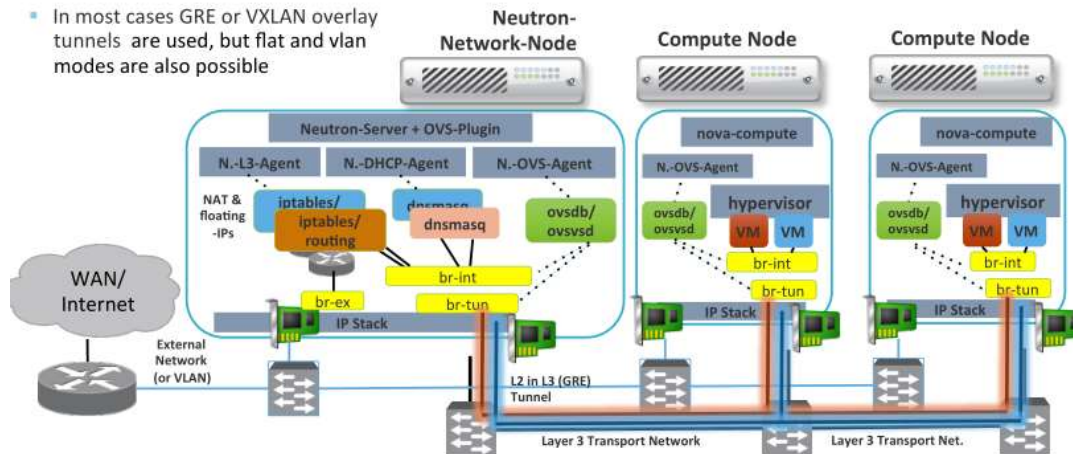 In most cases GRE or VXLAN overlay
tunnels are used, but flat and vlan
modes are also possible
Neutron-
Network-Node
Compute Node
Compute Node
Neutron-Server + OVS-Plugin
N.-L3-Agent
N.-DHCP-Agent
N.-OVS-Agent
NAT &
floating
-IPs
iptables/
iptables/
routing
dnsmasq
dnsmasq
ovsdb/
ovsvsd
br-int
br-ex
br-tun
IP Stack
nova-compute
N.-OVS-Agent
hypervisor
ovsdb/
ovsvsd
VM
VM
br-int
br-tun
IP Stack
nova-compute
N.-OVS-Agent
hypervisor
ovsdb/
ovsvsd
VM
VM
br-int
br-tun
IP Stack
WAN/
Internet
External
Network
(or VLAN)
L2 in L3 (GRE)
Tunnel
Layer 3 Transport Network
Layer 3 Transport Net.